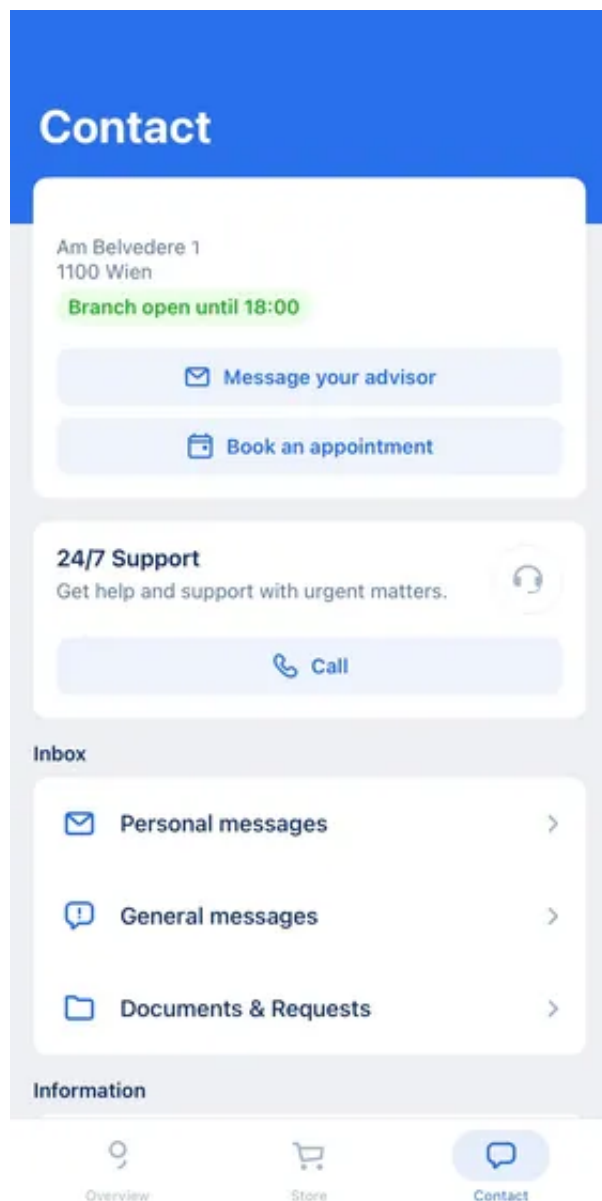 Contact
Am Belvedere 1
1100 Wien
Branch open until 18:00
Message your advisor
Book an appointment
24/7 Support
Get help and support with urgent matters.
Call
Inbox
Personal messages
General messages
Documents & Requests
Information
Overview
Store
Contact